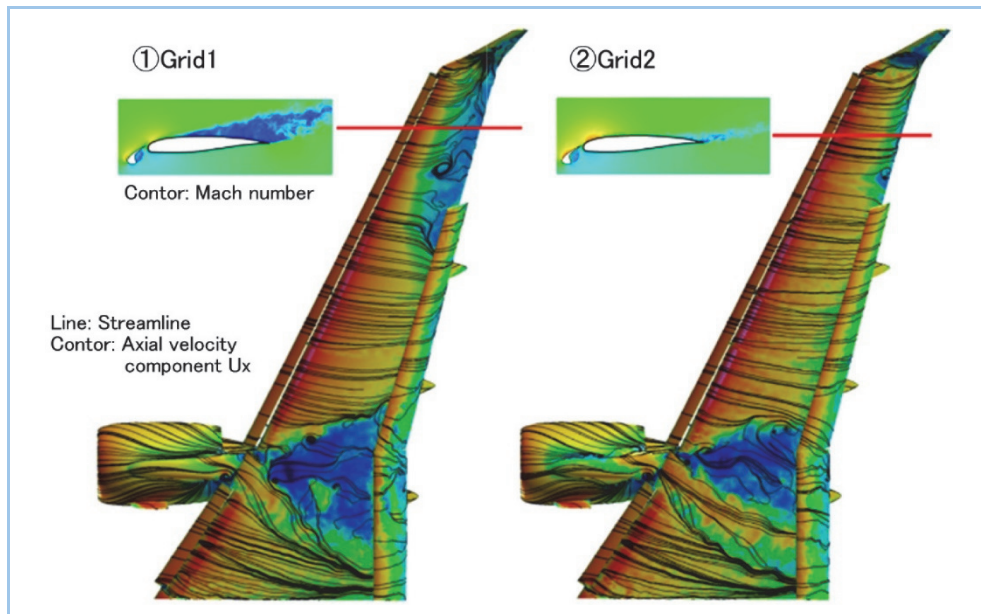 ①Grid1
②Grid2
Contor: Mach number
Line: Streamline
Contor: Axial velocity
component Ux